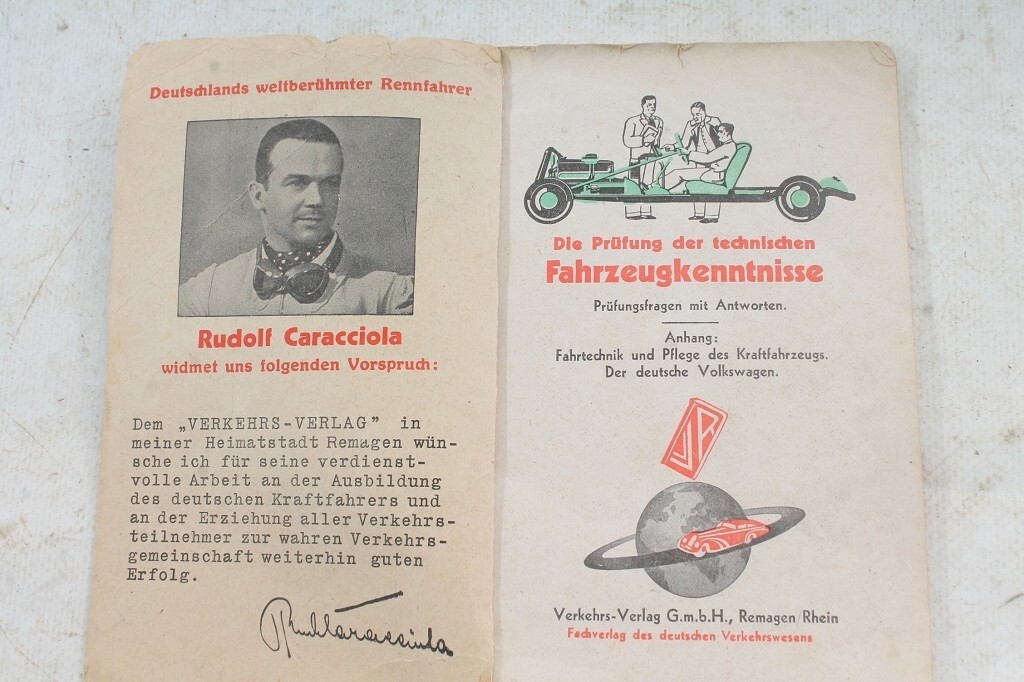 Deutschlands weltberühmter Rennfahrer
Rudolf Caracciola
widmet uns folgenden Vorspruch:
Dem „VERKEHRS-VERLAG" in
meiner Heimatstadt Remagen wün-
sche ich für seine verdienst-
volle Arbeit an der Ausbildung
des deutschen Kraftfahrers und
an der Erziehung aller Verkehrs-
teilnehmer zur wahren Verkehrs-
gemeinschaft weiterhin guten
Erfolg.
Die Prüfung der technischen
Fahrzeugkenntnisse
Prüfungsfragen mit Antworten.
Anhang:
Fahrtechnik und Pflege des Kraftfahrzeugs.
Der deutsche Volkswagen.
Verkehrs-Verlag G.m.b.H., Remagen/Rhein
Fachverlag des deutschen Verkehrswesens